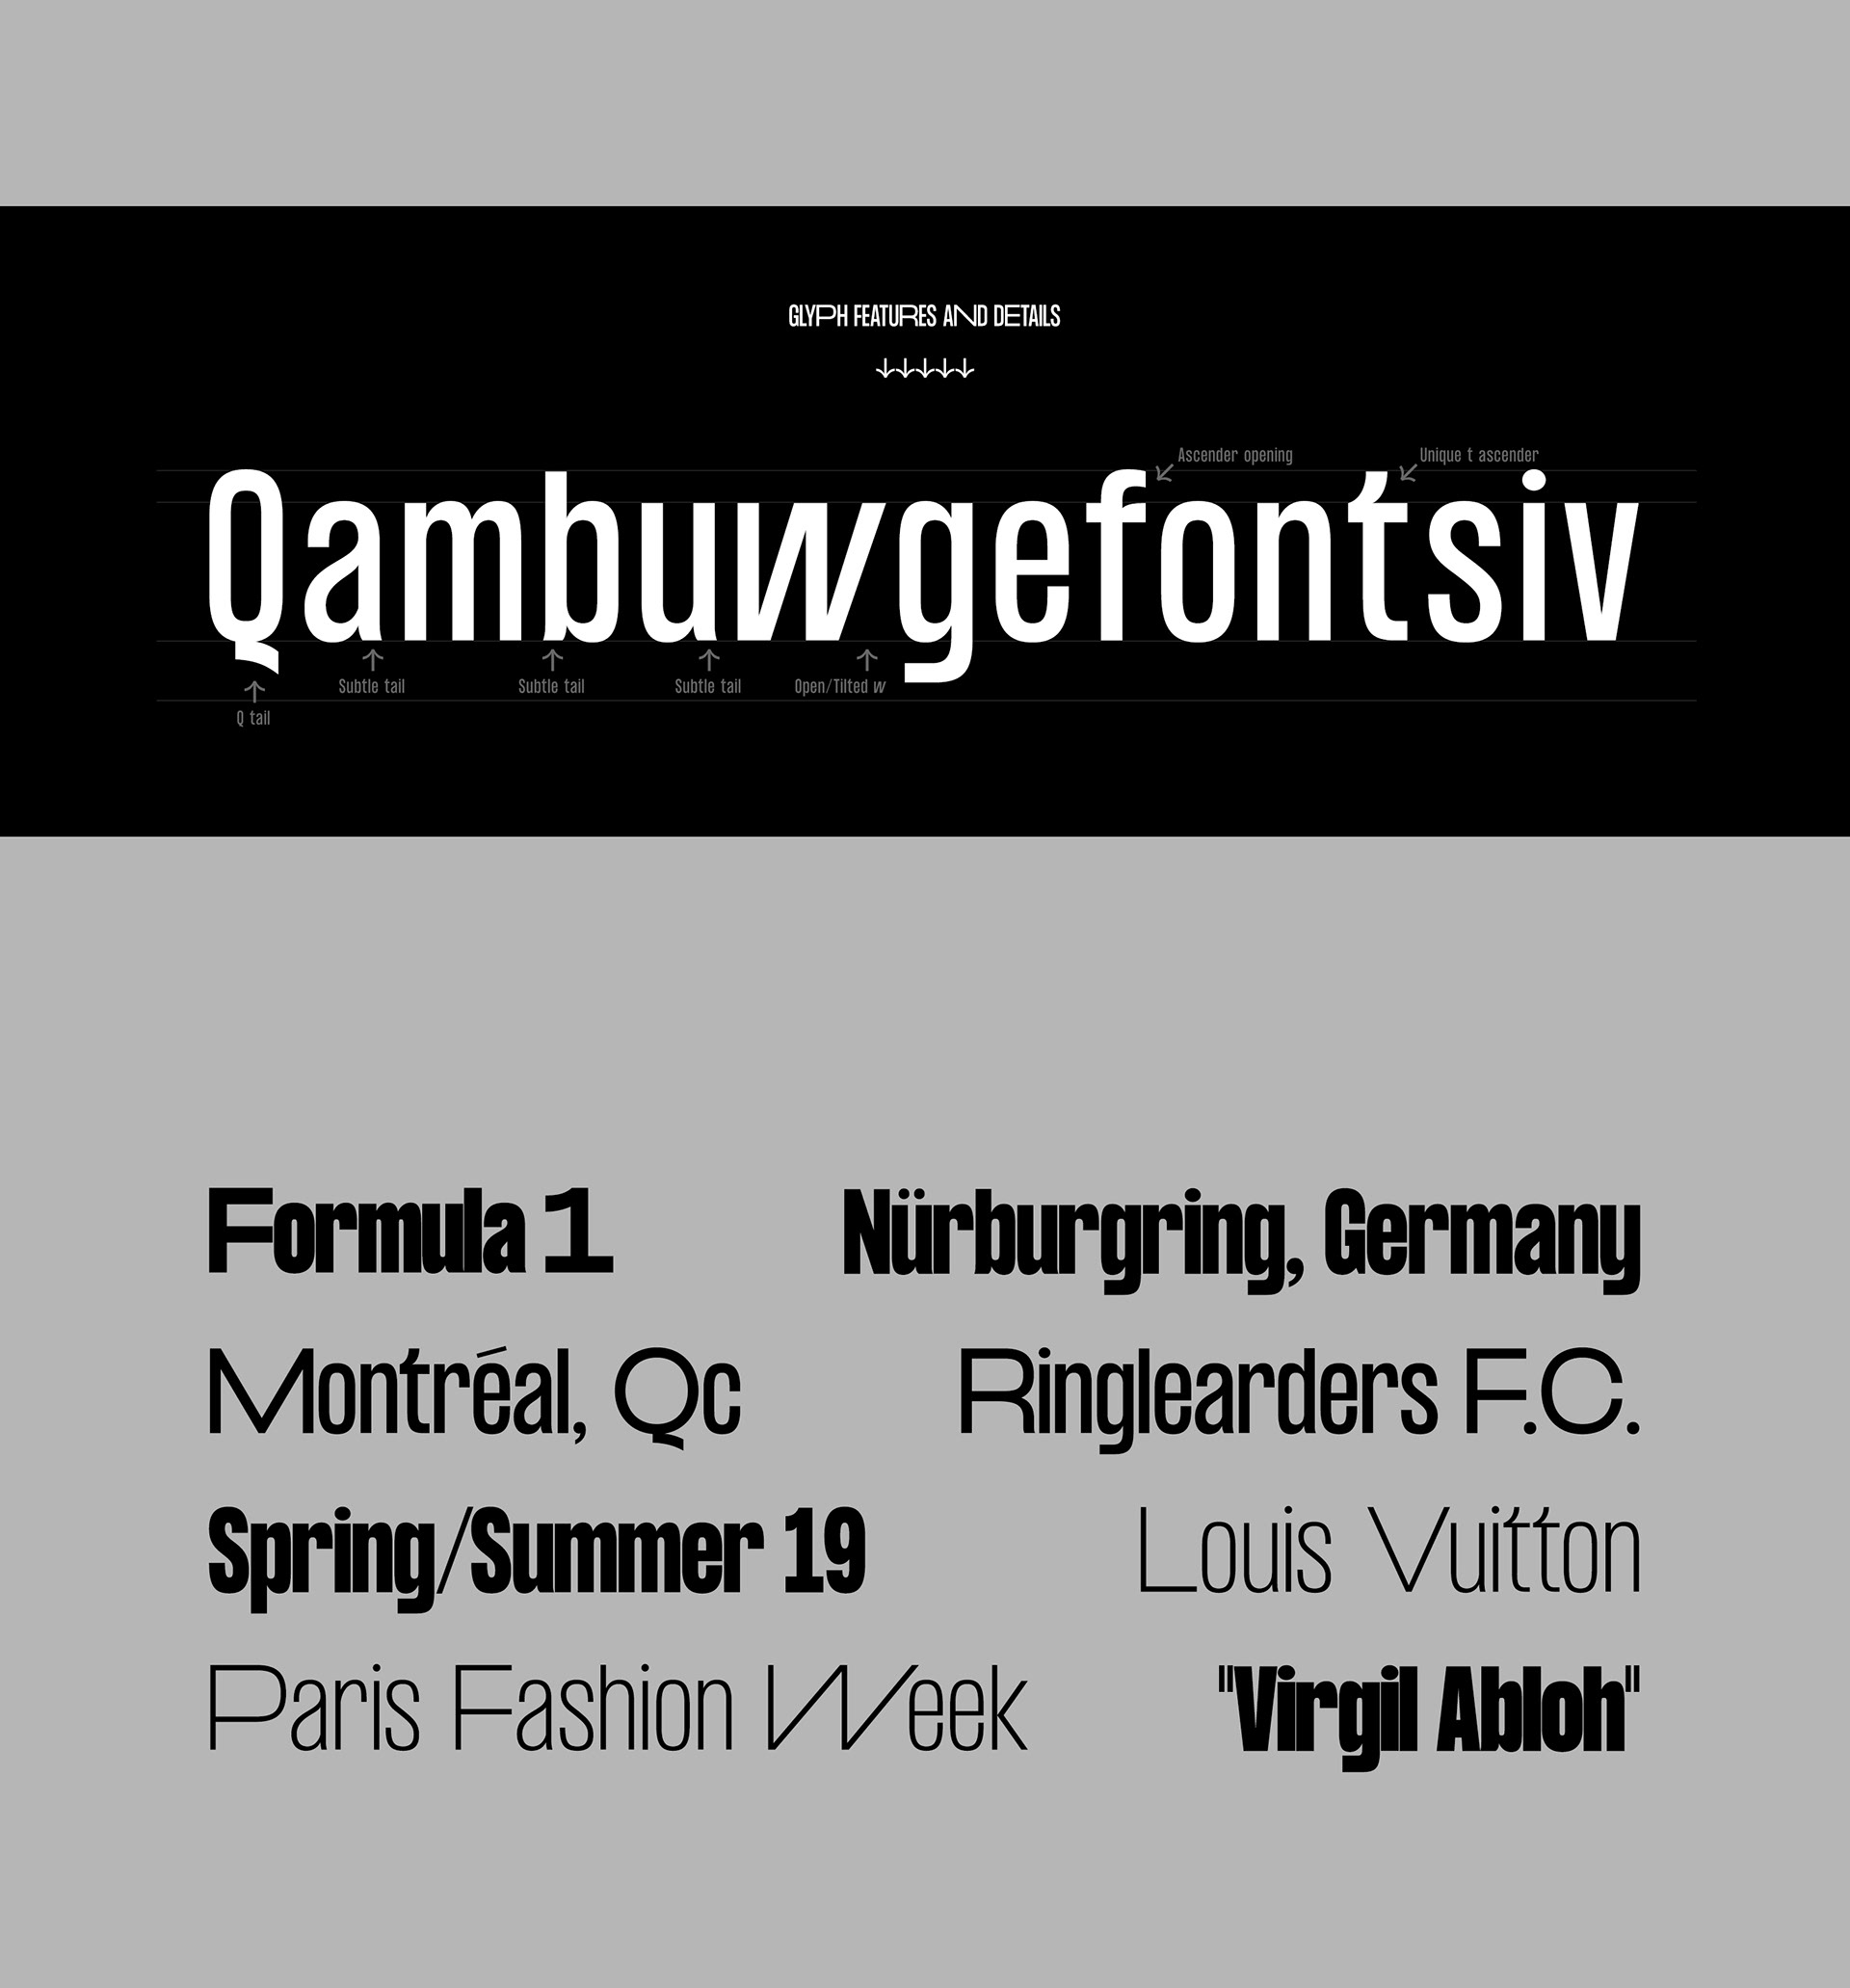 GLYPH FEATURES AND DETAILS
↓↓↓↓↓
Ascender opening
Unique t ascender
Qambuwgefontsiv
Subtle tail
Subtle tail
Subtle tail
Open/Tilted w
Q tail
Formula 1
Nürburgring, Germany
Montréal, Qc
Ringlearders F.C.
Spring/Summer 19
Louis Vuitton
Paris Fashion Week
"Virgil Abloh"